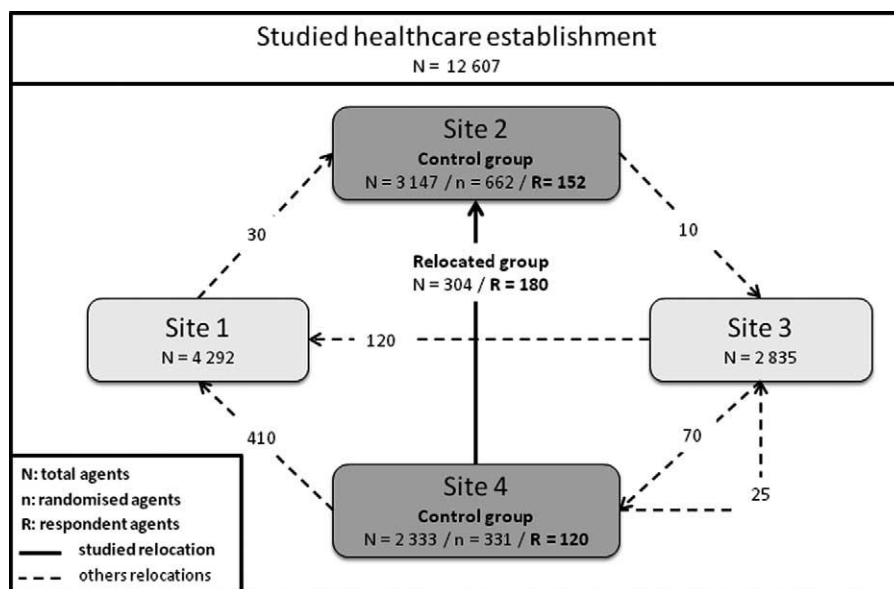 Studied healthcare establishment
N = 12 607
Site 2
Control group
N = 3 147 / n = 662 / R= 152
30
10
Relocated group
N = 304 / R = 180
Site 1
N = 4 292
120
Site 3
N = 2 835
410
70
25
Site 4
Control group
N = 2 333 / n = 331 / R = 120
N: total agents
n: randomised agents
R: respondent agents
studied relocation
others relocations